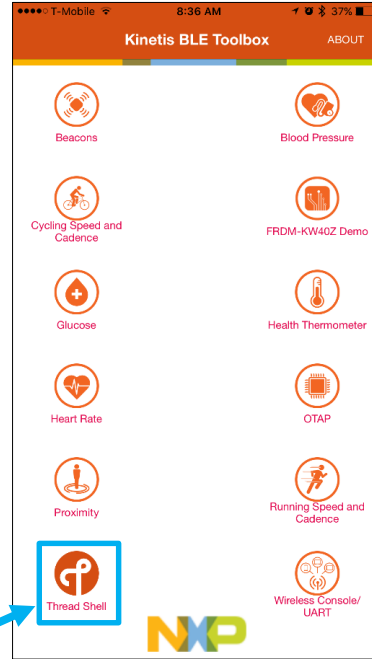 T-Mobile 8:36 AM 37%
Kinetis BLE Toolbox ABOUT
Beacons
Blood Pressure
Cycling Speed and
Cadence
FRDM-KW40Z Demo
Glucose
Health Thermometer
Heart Rate
OTAP
Proximity
Running Speed and
Cadence
Thread Shell
Wireless Console/
UART
NXP